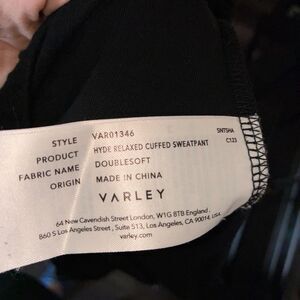 STYLE VAR01346 SNTSHA
PRODUCT HYDE RELAXED CUFFED SWEATPANT C123
FABRIC NAME DOUBLESOFT
ORIGIN MADE IN CHINA
VARLEY
64 New Cavendish Street London, W1G 8TB England
860 S Los Angeles Street, Suite 513, Los Angeles, CA 90014, USA
varley.com